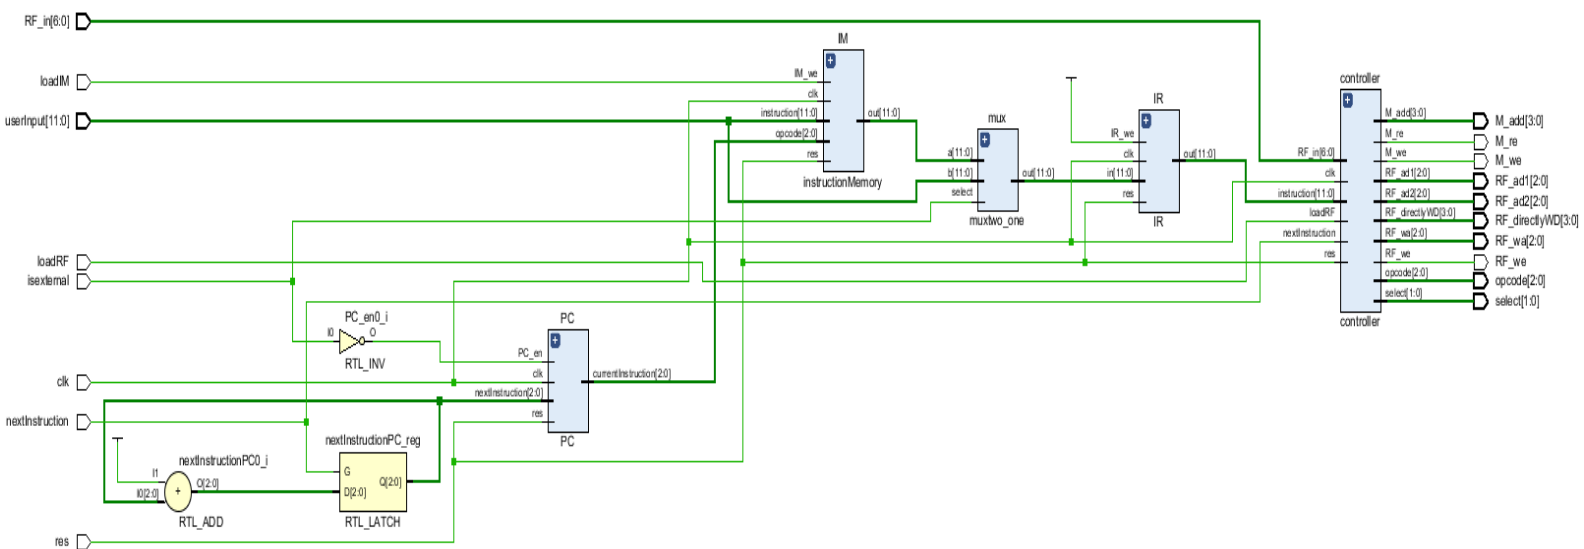 RF_in[6:0]
loadIM
userInput[11:0]
loadRF
isexternal
clk
nextInstruction
res
I1
I0[2:0]
nextInstructionPC0_i
+
O[2:0]
RTL_ADD
PC_en0_i
I0
O
RTL_INV
nextInstructionPC_reg
G
D[2:0]
Q[2:0]
RTL_LATCH
PC
PC_en
clk
nextInstruction[2:0]
res
currentInstruction[2:0]
PC
IM
IM_we
clk
instruction[11:0]
opcode[2:0]
res
out[11:0]
instructionMemory
mux
a[11:0]
b[11:0]
select
out[11:0]
muxtwo_one
IR
IR_we
clk
in[11:0]
res
out[11:0]
IR
controller
RF_in[6:0]
clk
instruction[11:0]
loadRF
nextInstruction
res
M_add[3:0]
M_re
M_we
RF_ad1[2:0]
RF_ad2[2:0]
RF_directlyWD[3:0]
RF_wa[2:0]
RF_we
opcode[2:0]
select[1:0]
controller
M_add[3:0]
M_re
M_we
RF_ad1[2:0]
RF_ad2[2:0]
RF_directlyWD[3:0]
RF_wa[2:0]
RF_we
opcode[2:0]
select[1:0]